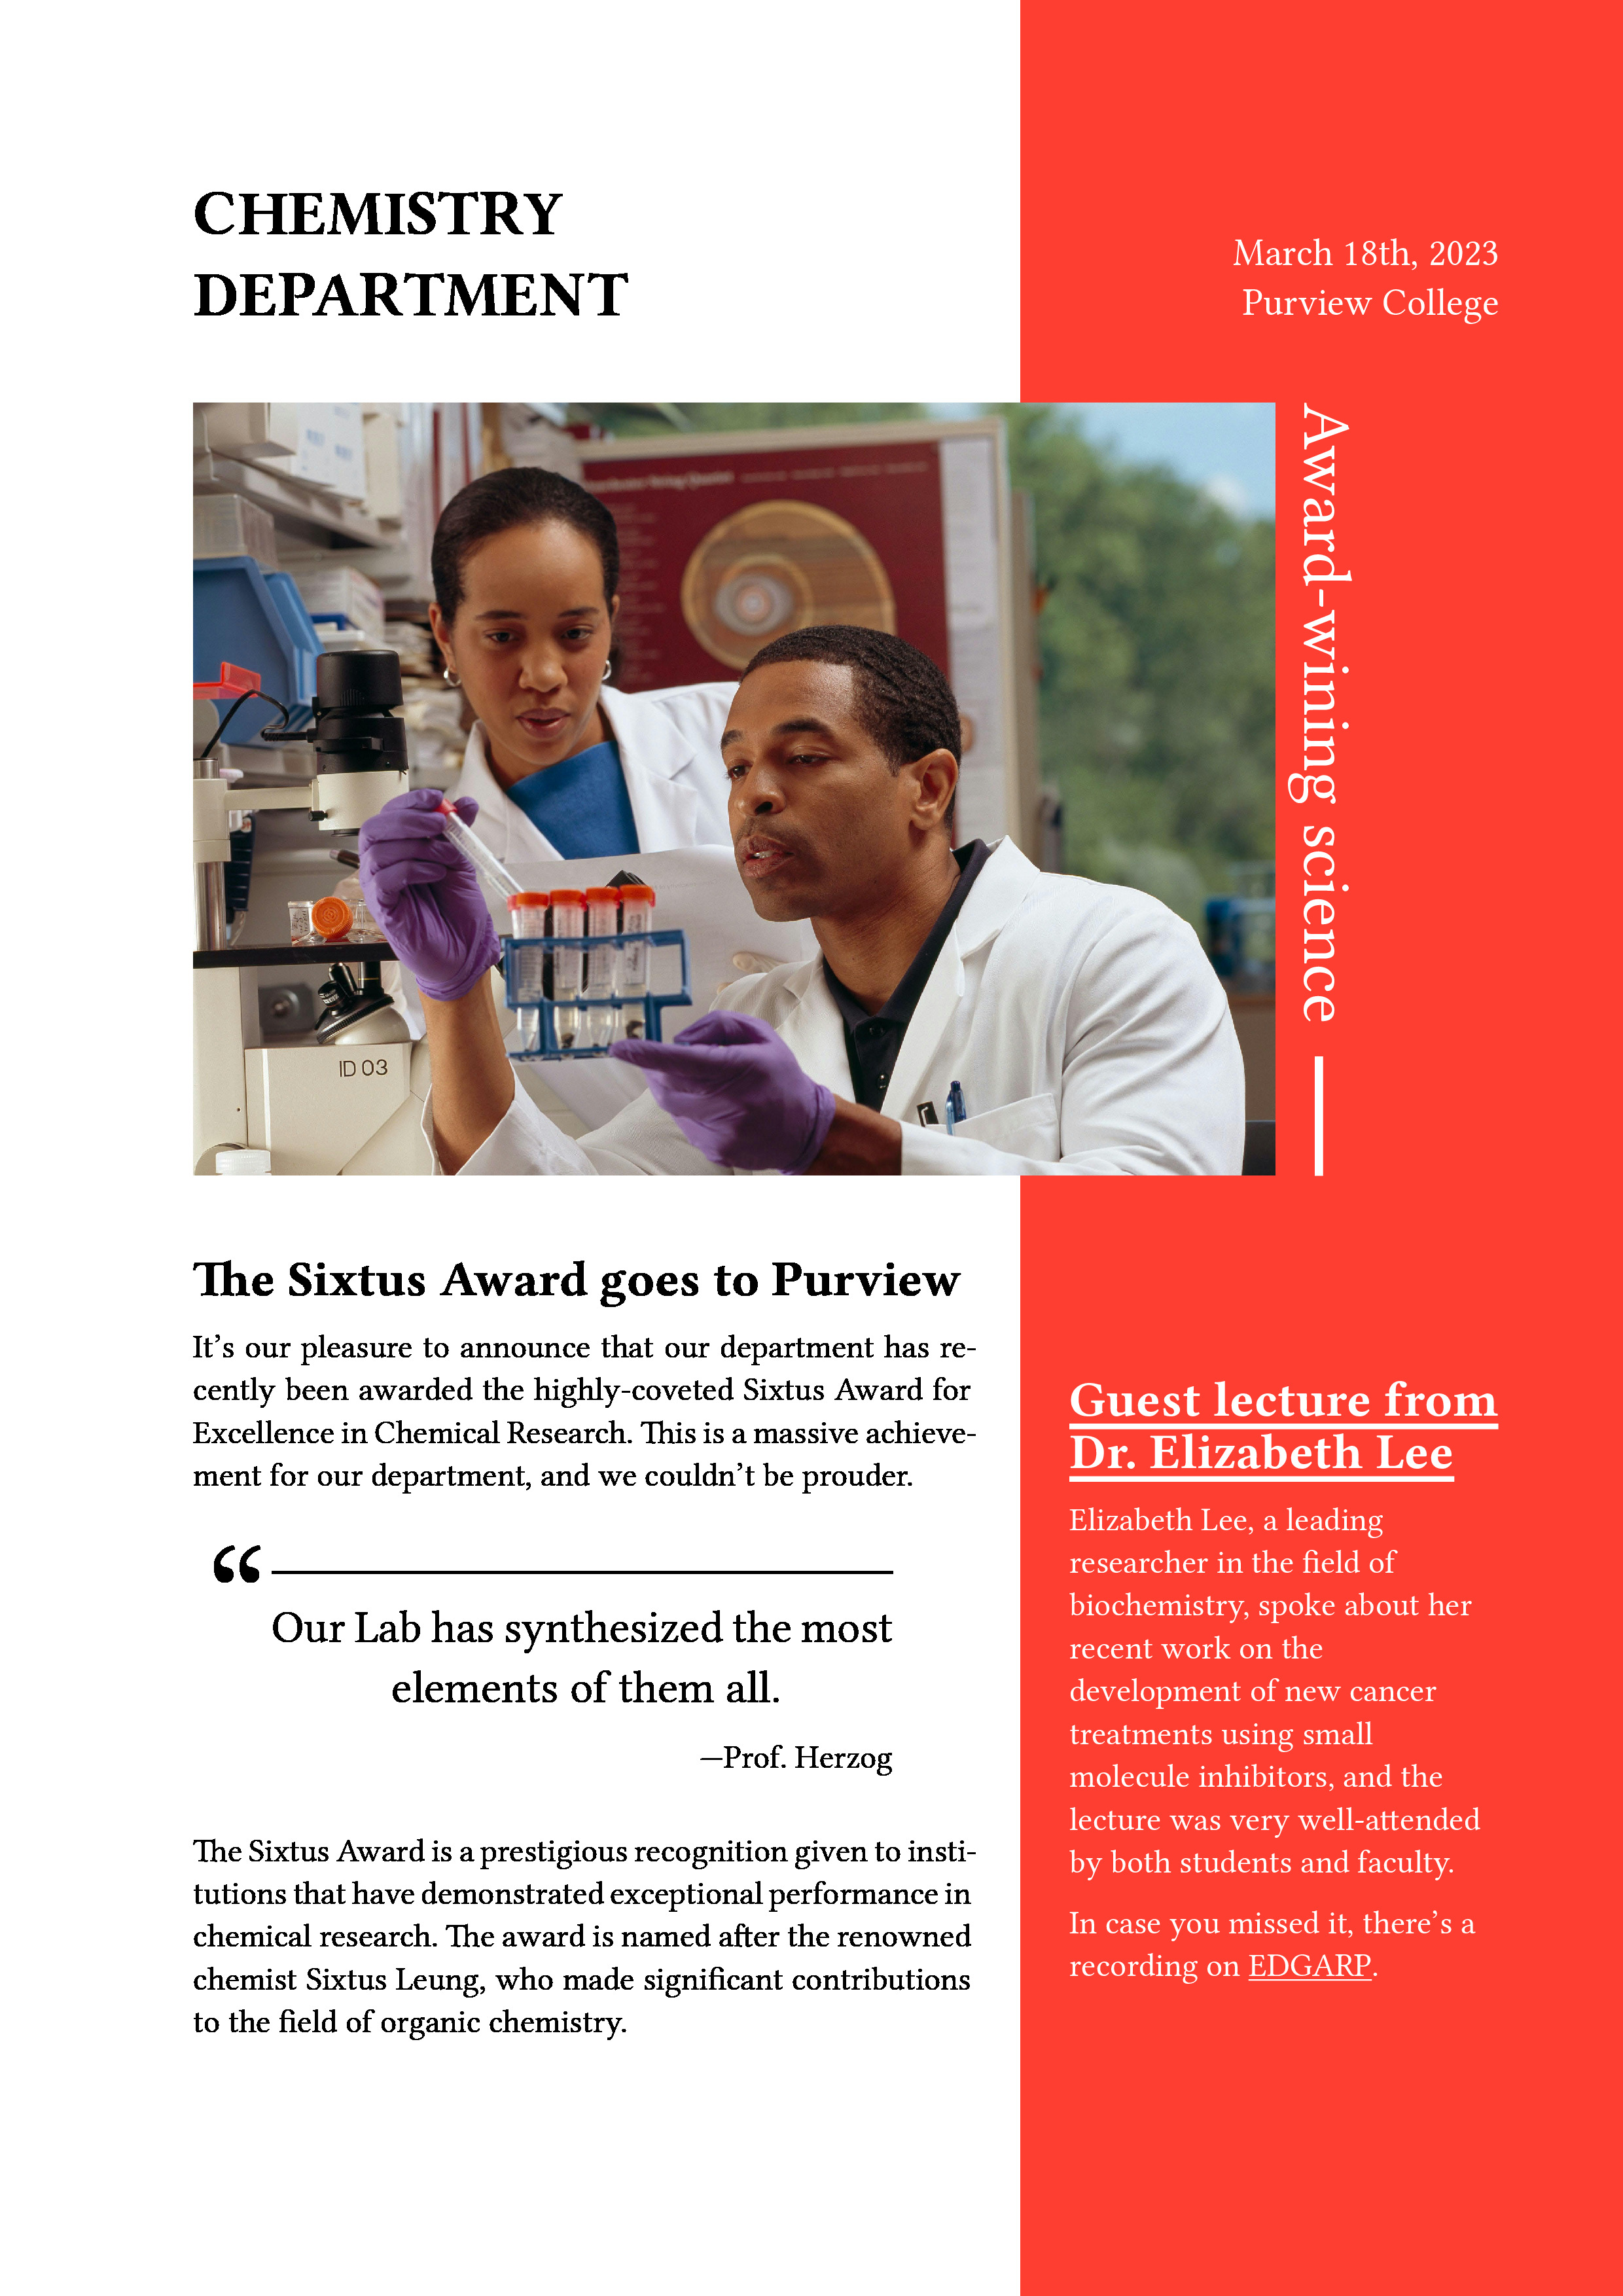 CHEMISTRY
DEPARTMENT
March 18th, 2023
Purview College
Award-wining science
ID 03
The Sixtus Award goes to Purview
It’s our pleasure to announce that our department has re-
cently been awarded the highly-coveted Sixtus Award for
Excellence in Chemical Research. This is a massive achieve-
ment for our department, and we couldn’t be prouder.
“
Our Lab has synthesized the most
elements of them all.
—Prof. Herzog
The Sixtus Award is a prestigious recognition given to insti-
tutions that have demonstrated exceptional performance in
chemical research. The award is named after the renowned
chemist Sixtus Leung, who made significant contributions
to the field of organic chemistry.
Guest lecture from
Dr. Elizabeth Lee
Elizabeth Lee, a leading
researcher in the field of
biochemistry, spoke about her
recent work on the
development of new cancer
treatments using small
molecule inhibitors, and the
lecture was very well-attended
by both students and faculty.
In case you missed it, there’s a
recording on EDGARP.